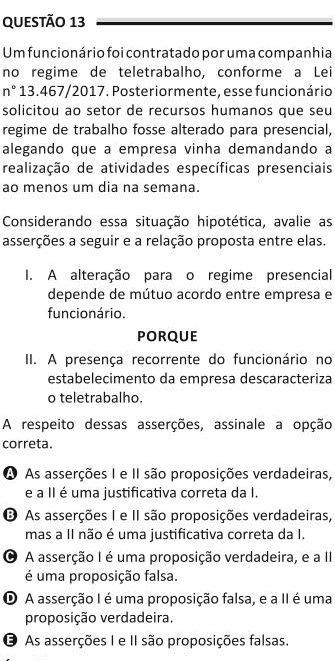 QUESTÃO 13
Um funcionário foi contratado por uma companhia
no regime de teletrabalho, conforme a Lei
n° 13.467/2017. Posteriormente, esse funcionário
solicitou ao setor de recursos humanos que seu
regime de trabalho fosse alterado para presencial,
alegando que a empresa vinha demandando a
realização de atividades específicas presenciais
ao menos um dia na semana.
Considerando essa situação hipotética, avalie as
asserções a seguir e a relação proposta entre elas.
I. A alteração para o regime presencial
depende de mútuo acordo entre empresa e
funcionário.
PORQUE
II. A presença recorrente do funcionário no
estabelecimento da empresa descaracteriza
o teletrabalho.
A respeito dessas asserções, assinale a opção
correta.
A As asserções I e II são proposições verdadeiras,
e a II é uma justificativa correta da I.
B As asserções I e II são proposições verdadeiras,
mas a II não é uma justificativa correta da I.
C A asserção I é uma proposição verdadeira, e a II
é uma proposição falsa.
D A asserção I é uma proposição falsa, e a II é uma
proposição verdadeira.
E As asserções I e II são proposições falsas.